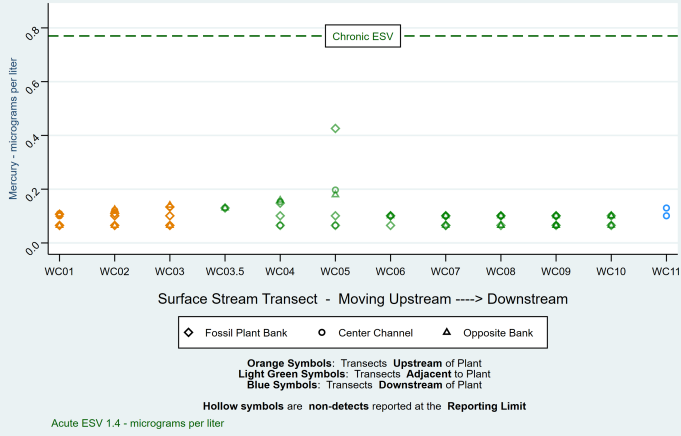 Mercury - micrograms per liter
0.8
0.6
0.4
0.2
0.0
Chronic ESV
WC01 WC02 WC03 WC03.5 WC04 WC05 WC06 WC07 WC08 WC09 WC10 WC11
Surface Stream Transect - Moving Upstream ----> Downstream
Fossil Plant Bank Center Channel Opposite Bank
Orange Symbols: Transects Upstream of Plant
Light Green Symbols: Transects Adjacent to Plant
Blue Symbols: Transects Downstream of Plant
Hollow symbols are non-detects reported at the Reporting Limit
Acute ESV 1.4 - micrograms per liter